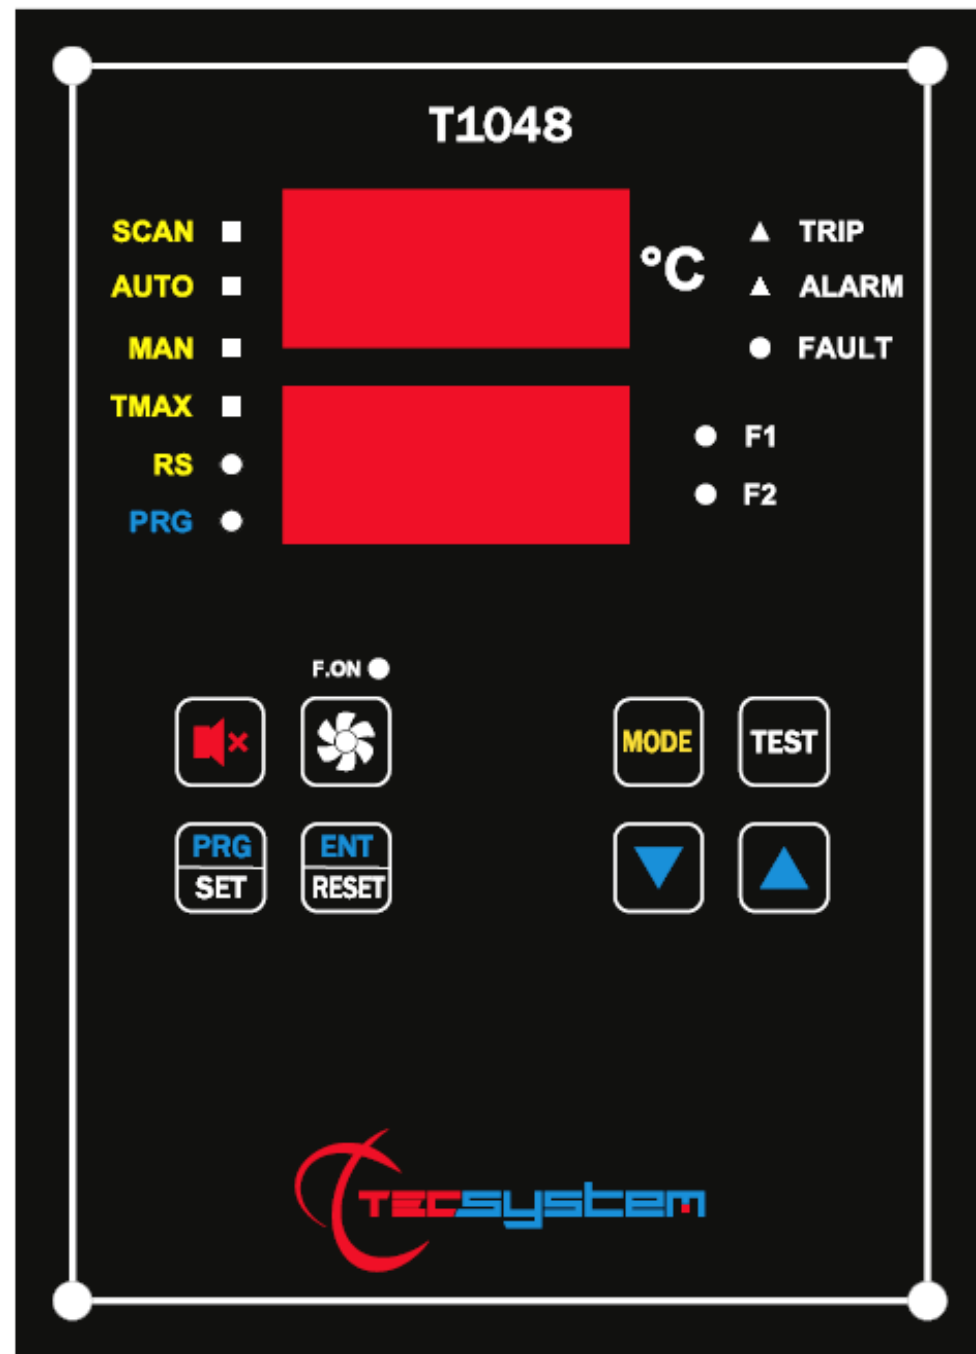 T1048
SCAN
AUTO
MAN
TMAX
RS
PRG
°C
TRIP
ALARM
FAULT
F1
F2
F.ON
MODE
TEST
PRG
SET
ENT
RESET
TECSYSTEM